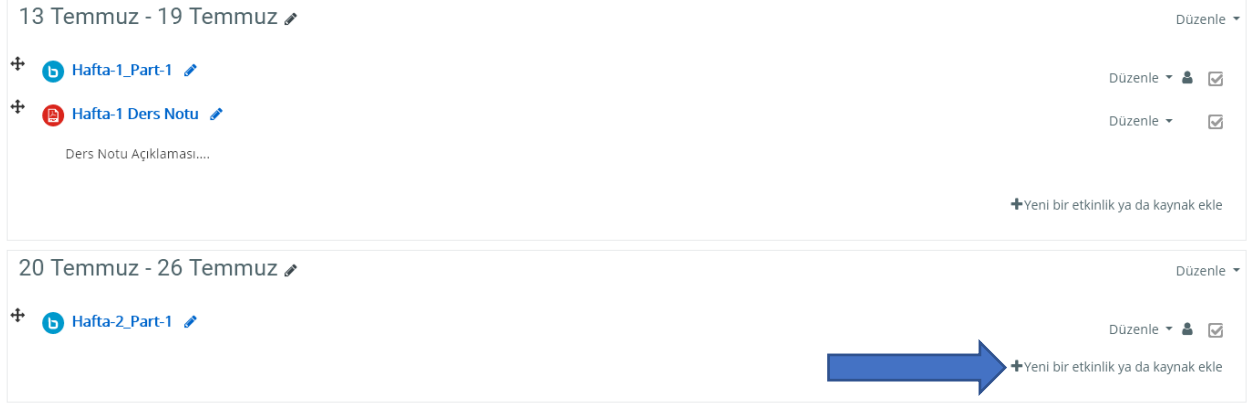 13 Temmuz - 19 Temmuz
Düzenle
Hafta-1_Part-1
Düzenle
Hafta-1 Ders Notu
Düzenle
Ders Notu Açıklaması....
Yeni bir etkinlik ya da kaynak ekle
20 Temmuz - 26 Temmuz
Düzenle
Hafta-2_Part-1
Düzenle
Yeni bir etkinlik ya da kaynak ekle